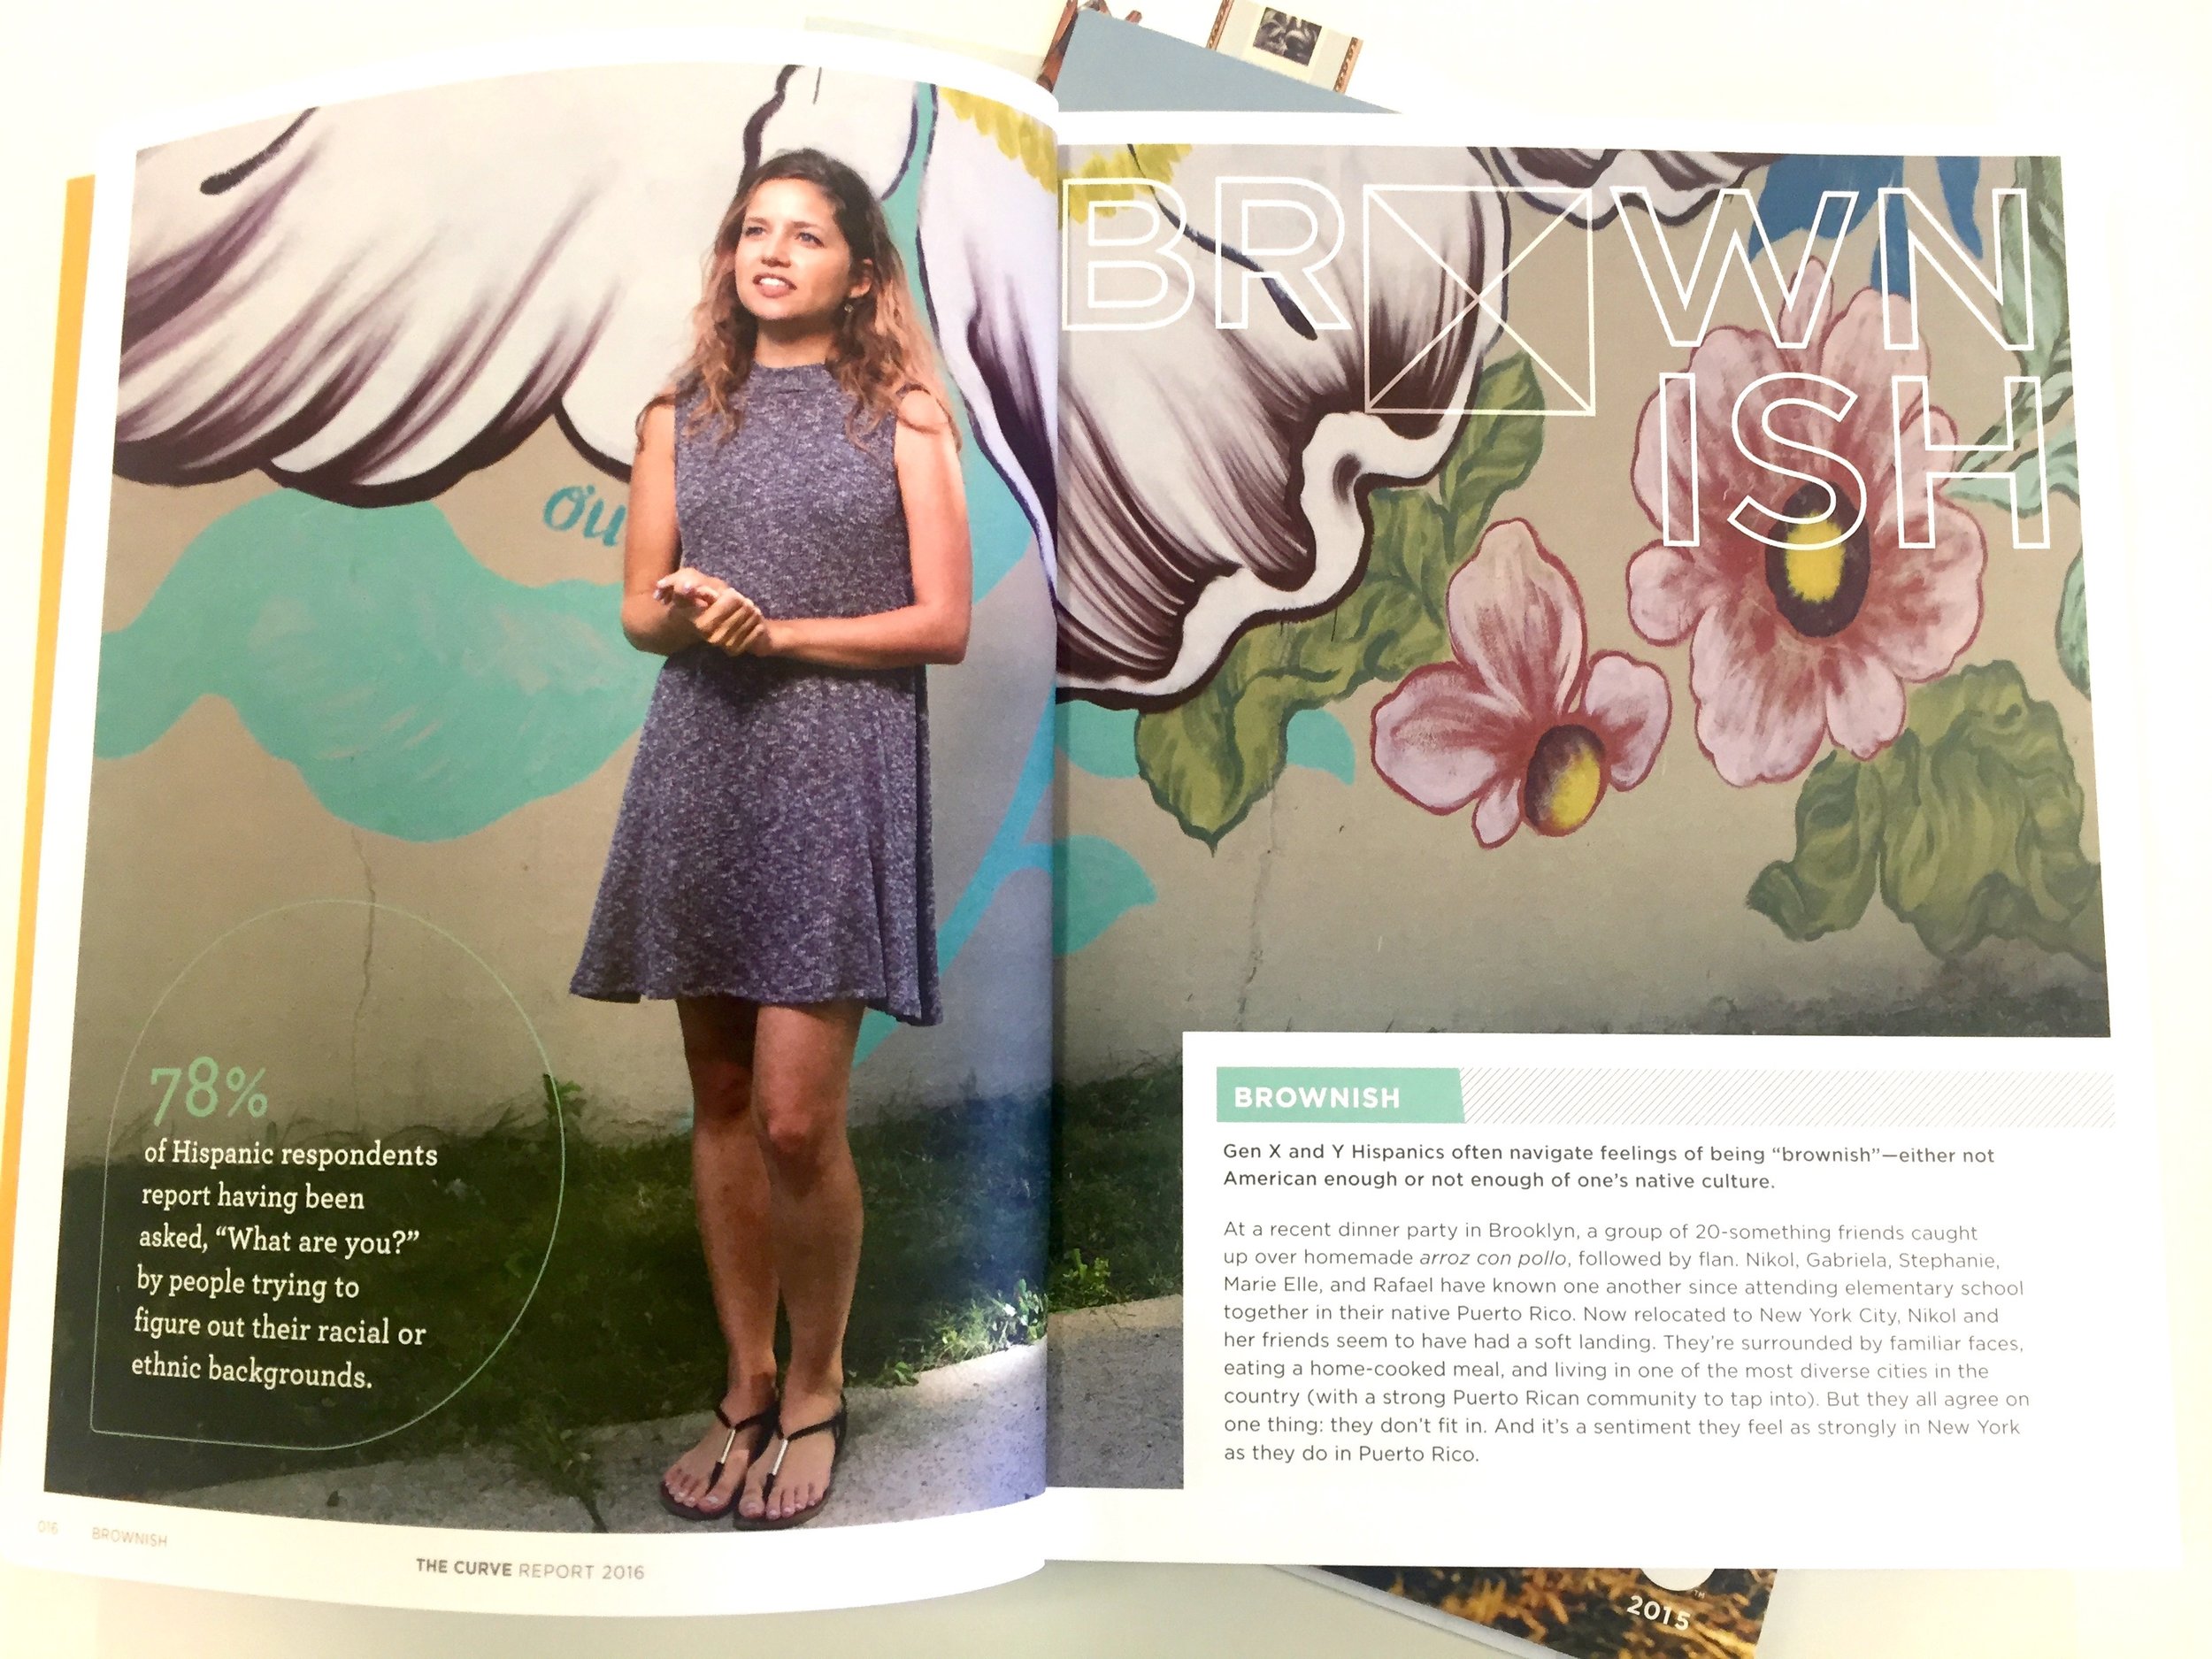 ou
78%
of Hispanic respondents
report having been
asked, “What are you?”
by people trying to
figure out their racial or
ethnic backgrounds.
016 BROWNISH
THE CURVE REPORT 2016
BROWN
ISH
BROWNISH
Gen X and Y Hispanics often navigate feelings of being “brownish”—either not
American enough or not enough of one’s native culture.
At a recent dinner party in Brooklyn, a group of 20-something friends caught
up over homemade arroz con pollo, followed by flan. Nikol, Gabriela, Stephanie,
Marie Elle, and Rafael have known one another since attending elementary school
together in their native Puerto Rico. Now relocated to New York City, Nikol and
her friends seem to have had a soft landing. They’re surrounded by familiar faces,
eating a home-cooked meal, and living in one of the most diverse cities in the
country (with a strong Puerto Rican community to tap into). But they all agree on
one thing: they don’t fit in. And it’s a sentiment they feel as strongly in New York
as they do in Puerto Rico.
TM
2015